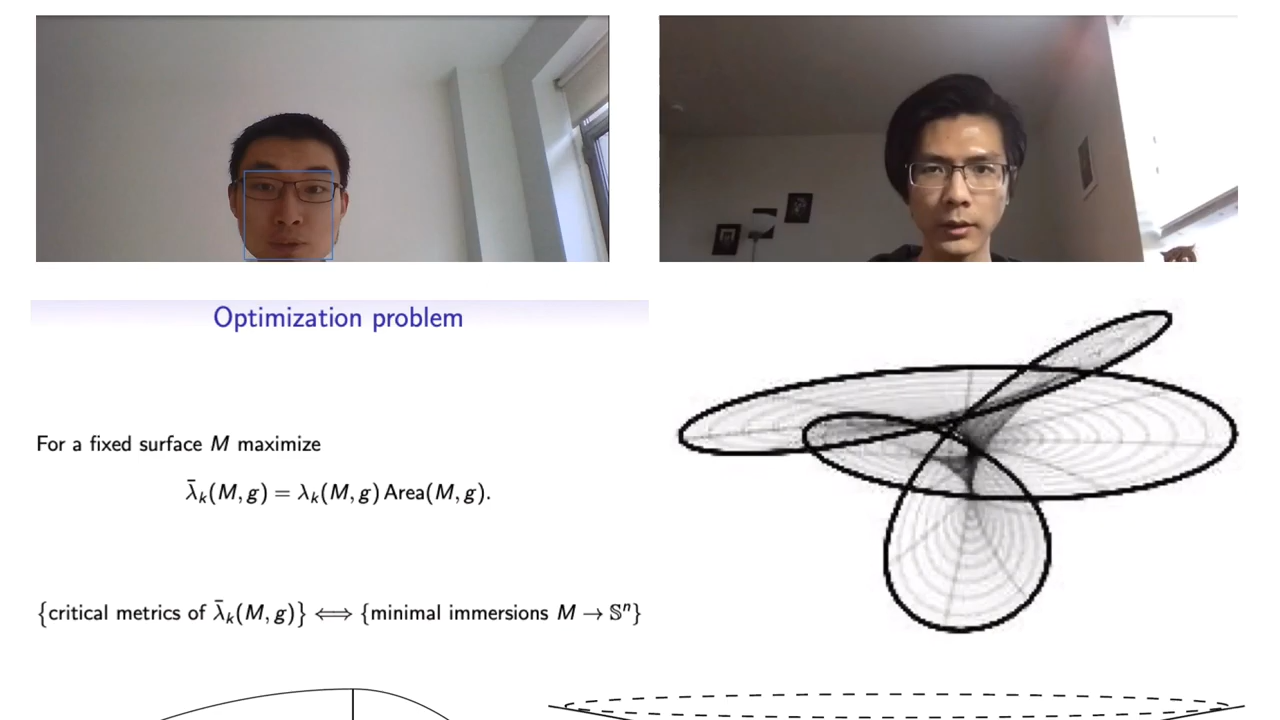 Optimization problem
For a fixed surface M maximize
λ̄ₖ(M, g) = λₖ(M, g) Area(M, g).
{critical metrics of λ̄ₖ(M, g)} ⟺ {minimal immersions M → 𝕊ⁿ}